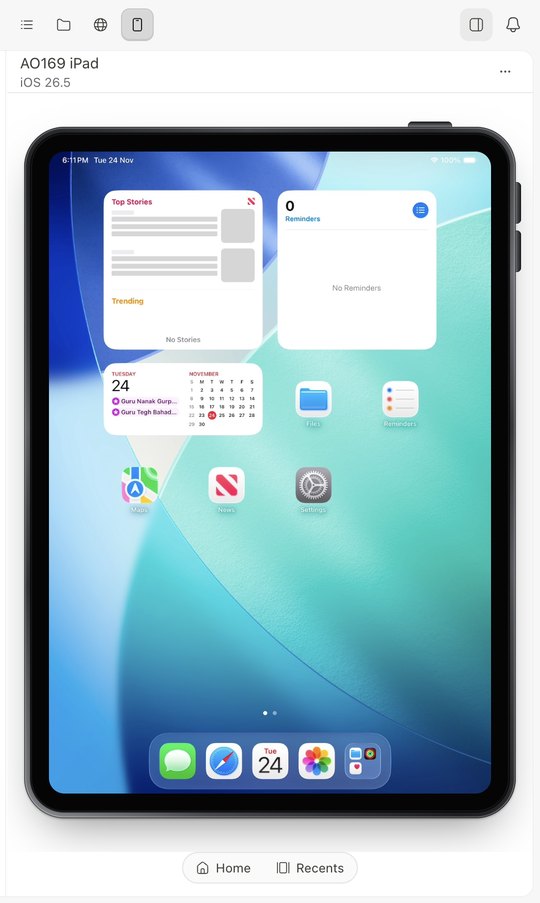 AO169 iPad
iOS 26.5
6:11 PM Tue 24 Nov
100%
Top Stories
Trending
No Stories
0
Reminders
No Reminders
TUESDAY
24
Guru Nanak Gurp...
Guru Tegh Bahad...
NOVEMBER
S M T W T F S
1 2 3 4 5 6 7
8 9 10 11 12 13 14
15 16 17 18 19 20 21
22 23 24 25 26 27 28
29 30
Files
Reminders
Maps
News
Settings
Tue
24
Home
Recents